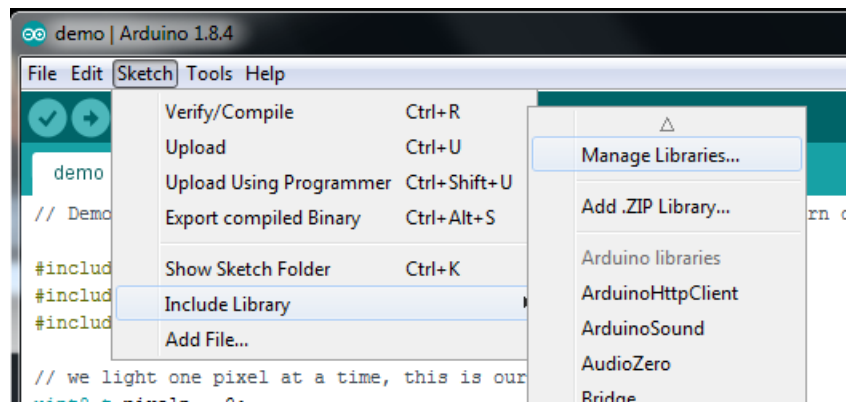 demo | Arduino 1.8.4
File Edit Sketch Tools Help
Verify/Compile Ctrl+R
Upload Ctrl+U
Upload Using Programmer Ctrl+Shift+U
Export compiled Binary Ctrl+Alt+S
Show Sketch Folder Ctrl+K
Include Library
Add File...
Manage Libraries...
Add .ZIP Library...
Arduino libraries
ArduinoHttpClient
ArduinoSound
AudioZero
Bridge
demo
// Demo
rn
#includ
#includ
#includ
// we light one pixel at a time, this is our